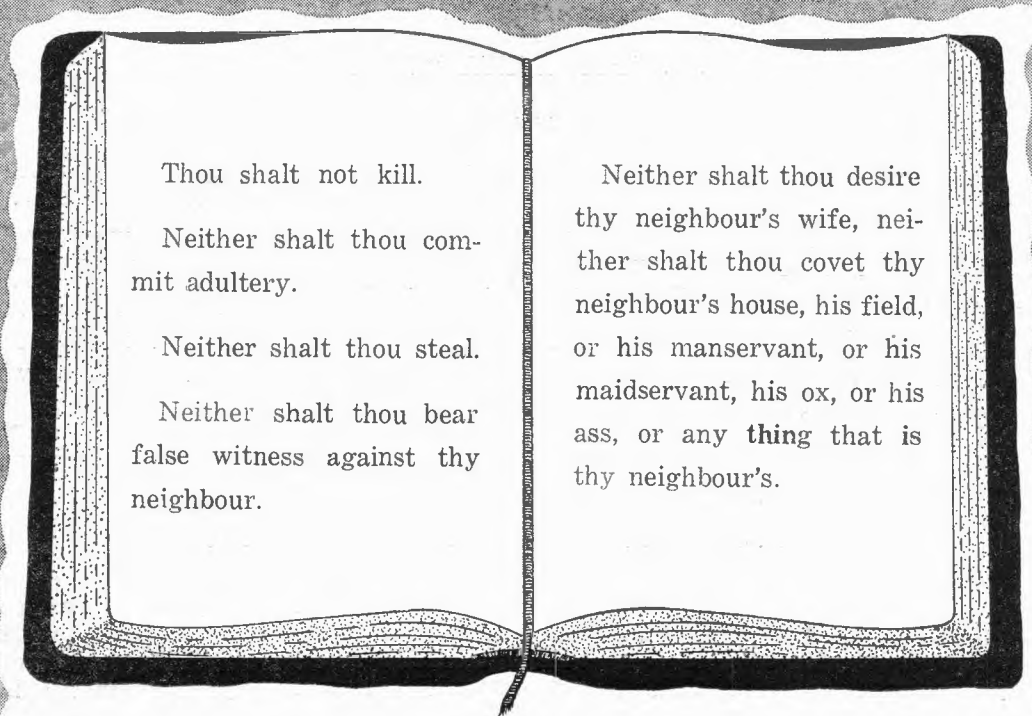 Thou shalt not kill.
Neither shalt thou com-
mit adultery.
Neither shalt thou steal.
Neither shalt thou bear
false witness against thy
neighbour.
Neither shalt thou desire
thy neighbour's wife, nei-
ther shalt thou covet thy
neighbour's house, his field,
or his manservant, or his
maidservant, his ox, or his
ass, or any thing that is
thy neighbour's.